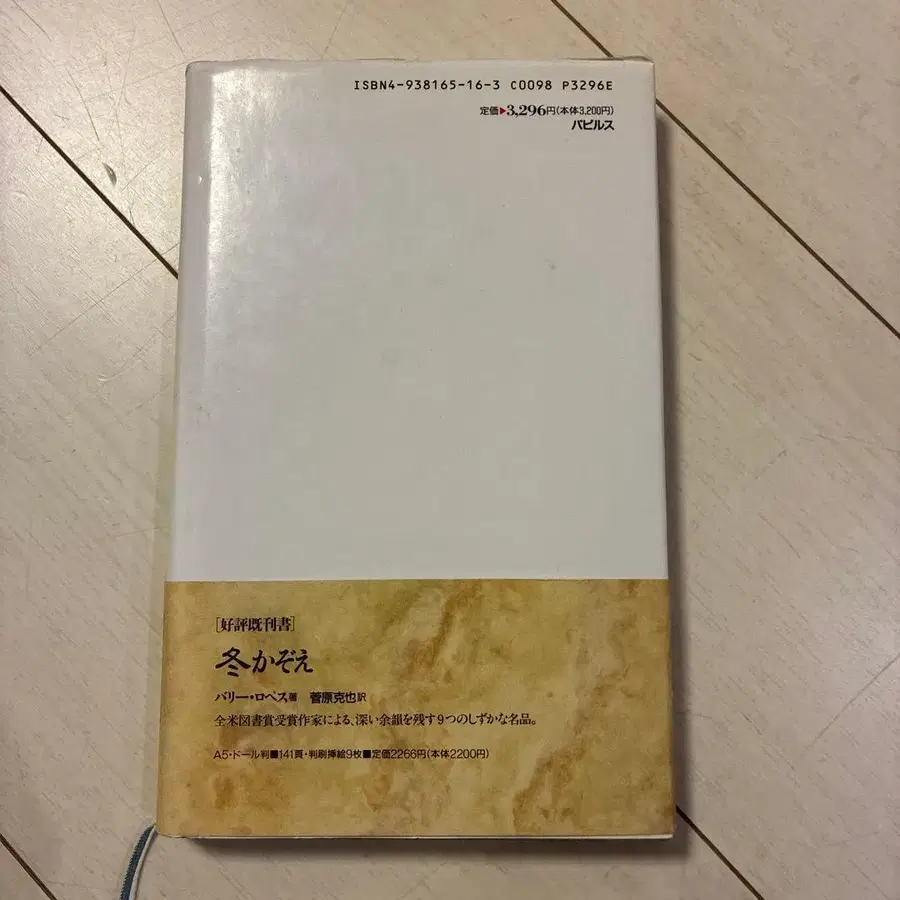 ISBN4-938165-16-3 C0098 P3296E
定価▶3,296円(本体3,200円)
パピルス
[好評既刊書]
冬かぞえ
バリー・ロペス著 菅原克也訳
全米図書賞受賞作家による、深い余韻を残す9つのしずかな名品。
A5・ドール判■141頁・判刷挿絵9枚■定価2266円(本体2200円)